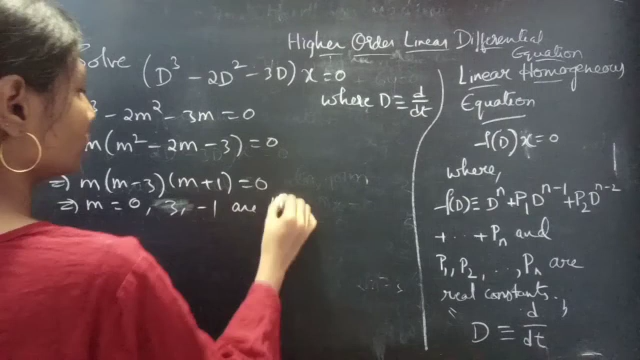 Higher Order Linear Differential
Equation
Solve (D³ - 2D² - 3D) x = 0
where D ≡ d/dt
³ - 2m² - 3m = 0
m(m² - 2m - 3) = 0
⇒ m(m-3)(m+1) = 0
⇒ m = 0, 3, -1 are
Linear Homogeneous
Equation
f(D) x = 0
where,
f(D) ≡ Dⁿ + P₁Dⁿ⁻¹ + P₂Dⁿ⁻²
+ ... + Pₙ and
P₁, P₂, ..., Pₙ are
real constants.
" D ≡ d/dt "